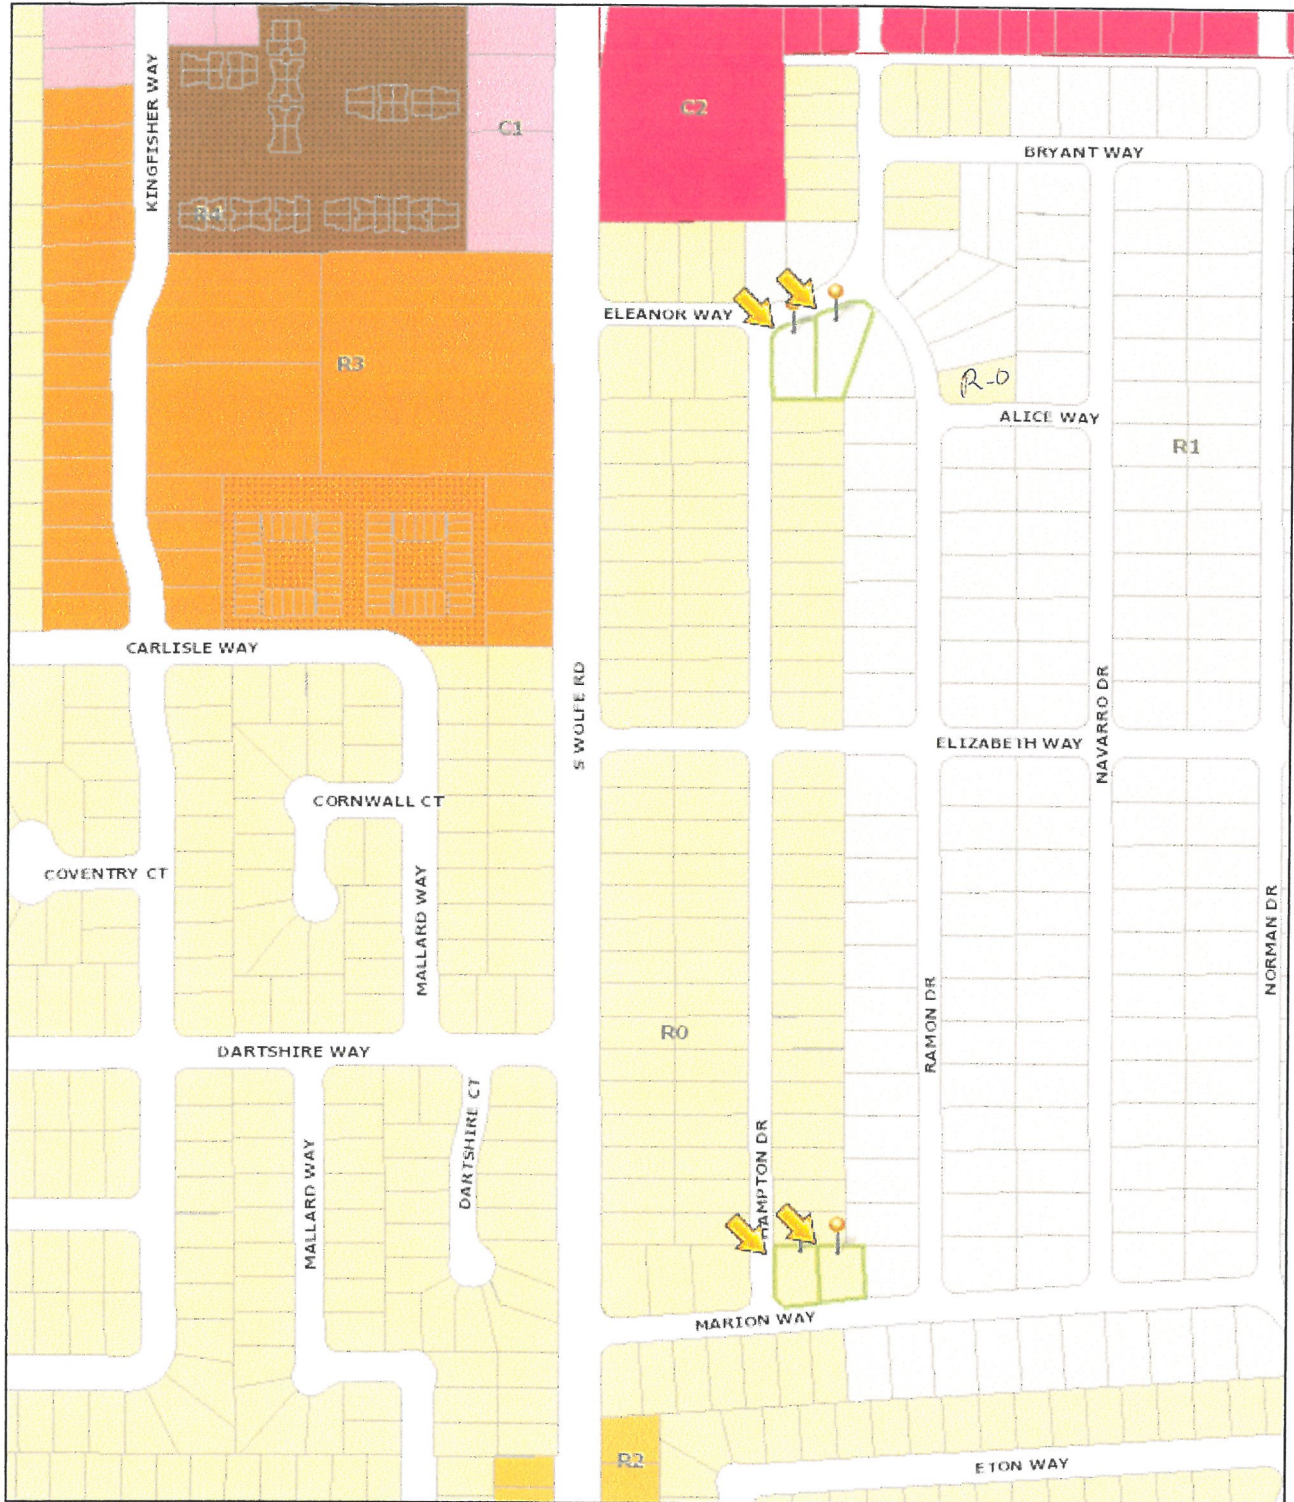 KINGFISHER WAY
C1
C2
BRYANT WAY
R4
ELEANOR WAY
R3
R-0
ALICE WAY
R1
CARLISLE WAY
S WOLFE RD
NAVARRO DR
ELIZABETH WAY
CORNWALL CT
COVENTRY CT
MALLARD WAY
NORMAN DR
RAMON DR
R0
DARTSHIRE WAY
DARTSHIRE CT
MALLARD WAY
HAMPTON DR
MARION WAY
R2
ETON WAY